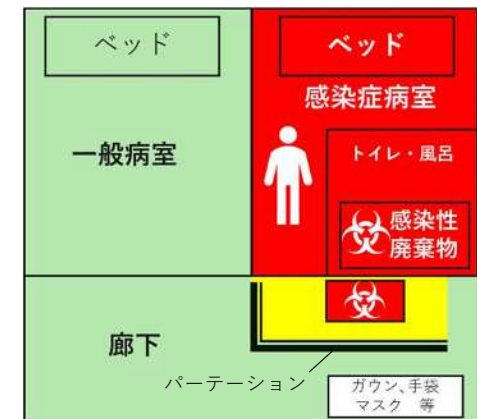 ベッド
ベッド
感染症病室
一般病室
トイレ・風呂
感染性
廃棄物
廊下
パーテーション
ガウン、手袋
マスク 等